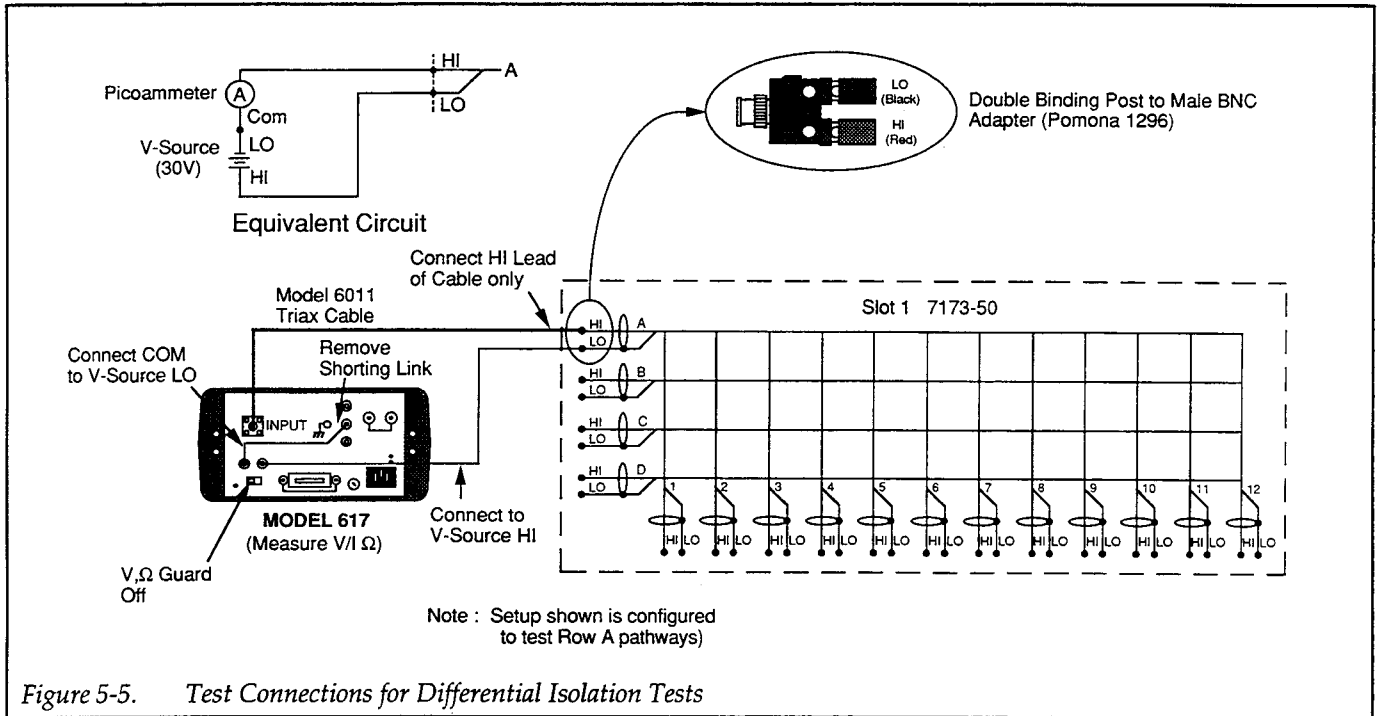 HI
A
LO
Picoammeter
A
Com
LO
V-Source
(30V)
HI
Equivalent Circuit
LO
(Black)
HI
(Red)
Double Binding Post to Male BNC
Adapter (Pomona 1296)
Connect HI Lead
of Cable only
Model 6011
Triax Cable
Connect COM
to V-Source LO
Remove
Shorting Link
INPUT
MODEL 617
(Measure V/I Ω)
V,Ω Guard
Off
Connect to
V-Source HI
Slot 1 7173-50
HI A
LO
HI B
LO
HI C
LO
HI D
LO
1 2 3 4 5 6 7 8 9 10 11 12
HI LO HI LO HI LO HI LO HI LO HI LO HI LO HI LO HI LO HI LO HI LO HI LO
Note : Setup shown is configured
to test Row A pathways)
Figure 5-5. Test Connections for Differential Isolation Tests